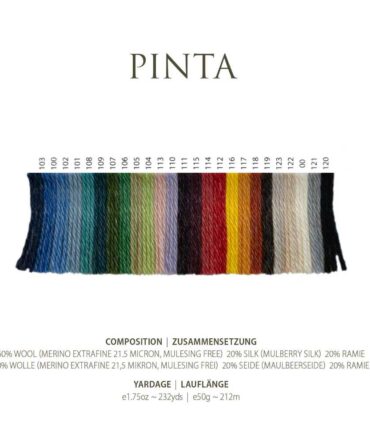 PINTA
103 100 102 101 108 109 107 106 105 104 113 110 111 115 114 112 116 117 118 119 123 122 00 121 120
COMPOSITION | ZUSAMMENSETZUNG
60% WOOL (MERINO EXTRAFINE 21.5 MICRON, MULESING FREE) 20% SILK (MULBERRY SILK) 20% RAMIE
0% WOLLE (MERINO EXTRAFINE 21,5 MIKRON, MULESING FREI) 20% SEIDE (MAULBEERSEIDE) 20% RAMIE
YARDAGE | LAUFLÄNGE
e1.75oz ~ 232yds | e50g ~ 212m